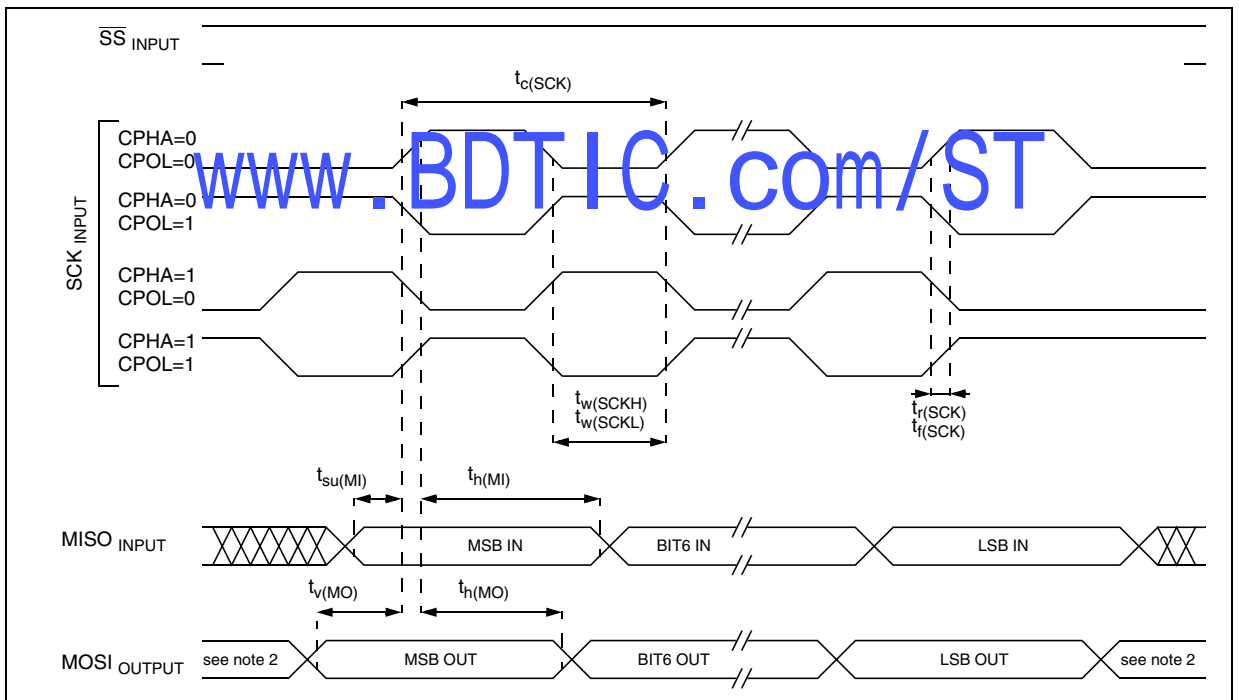 SS INPUT
tc(SCK)
SCK INPUT
CPHA=0
CPOL=0
www.BDTIC.com/ST
CPHA=0
CPOL=1
CPHA=1
CPOL=0
CPHA=1
CPOL=1
tw(SCKH)
tw(SCKL)
tr(SCK)
tf(SCK)
tsu(MI)
th(MI)
MISO INPUT
MSB IN
BIT6 IN
LSB IN
tv(MO)
th(MO)
MOSI OUTPUT
see note 2
MSB OUT
BIT6 OUT
LSB OUT
see note 2